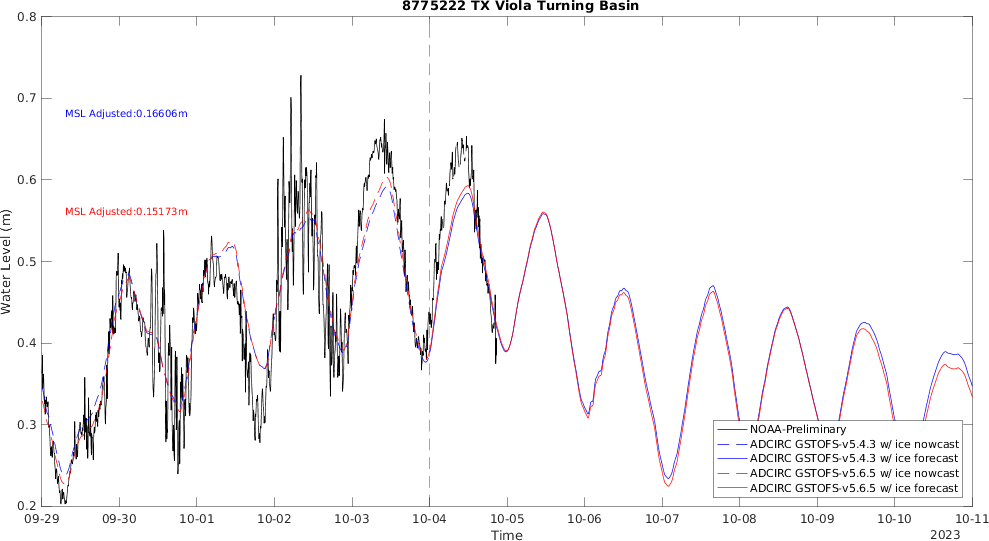 8775222 TX Viola Turning Basin
0.8
0.7
0.6
0.5
0.4
0.3
0.2
Water Level (m)
MSL Adjusted:0.16606m
MSL Adjusted:0.15173m
NOAA-Preliminary
ADCIRC GSTOFS-v5.4.3 w/ ice nowcast
ADCIRC GSTOFS-v5.4.3 w/ ice forecast
ADCIRC GSTOFS-v5.6.5 w/ ice nowcast
ADCIRC GSTOFS-v5.6.5 w/ ice forecast
09-29 09-30 10-01 10-02 10-03 10-04 10-05 10-06 10-07 10-08 10-09 10-10 10-11
Time
2023